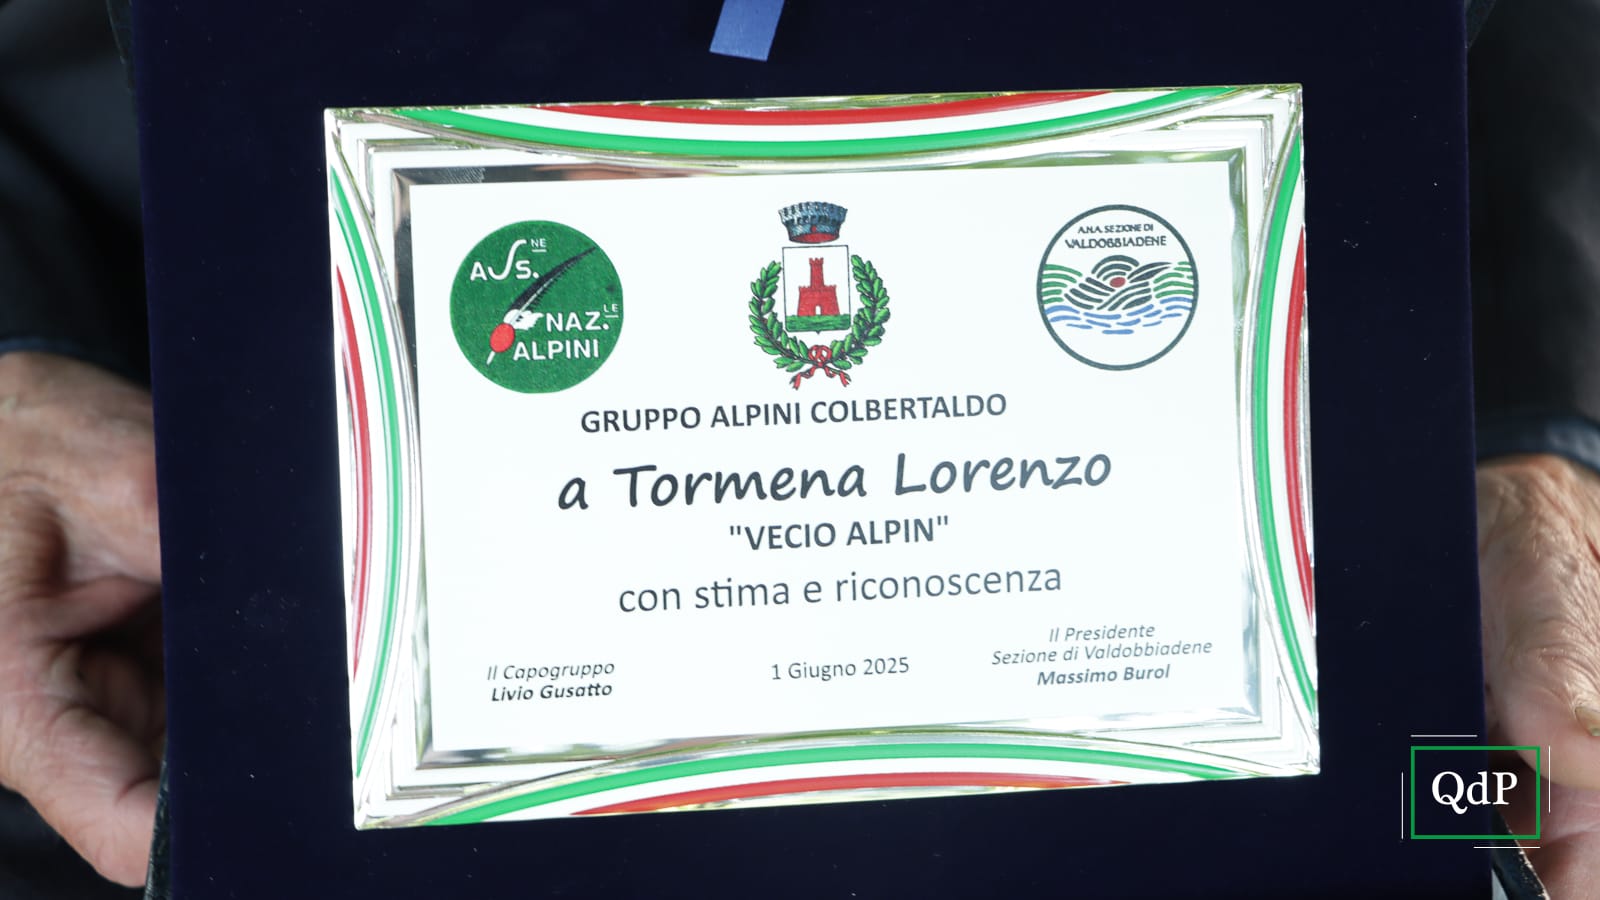 ASS.NE
NAZ.LE
ALPINI
A.N.A. SEZIONE DI
VALDOBBIADENE
GRUPPO ALPINI COLBERTALDO
a Tormena Lorenzo
"VECIO ALPIN"
con stima e riconoscenza
Il Capogruppo
Livio Gusatto
1 Giugno 2025
Il Presidente
Sezione di Valdobbiadene
Massimo Burol
QdP